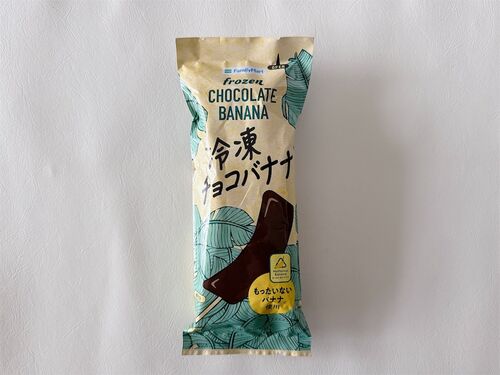 FamilyMart
frozen
CHOCOLATE
BANANA
冷凍
チョコバナナ
もったいない
バナナ
使用